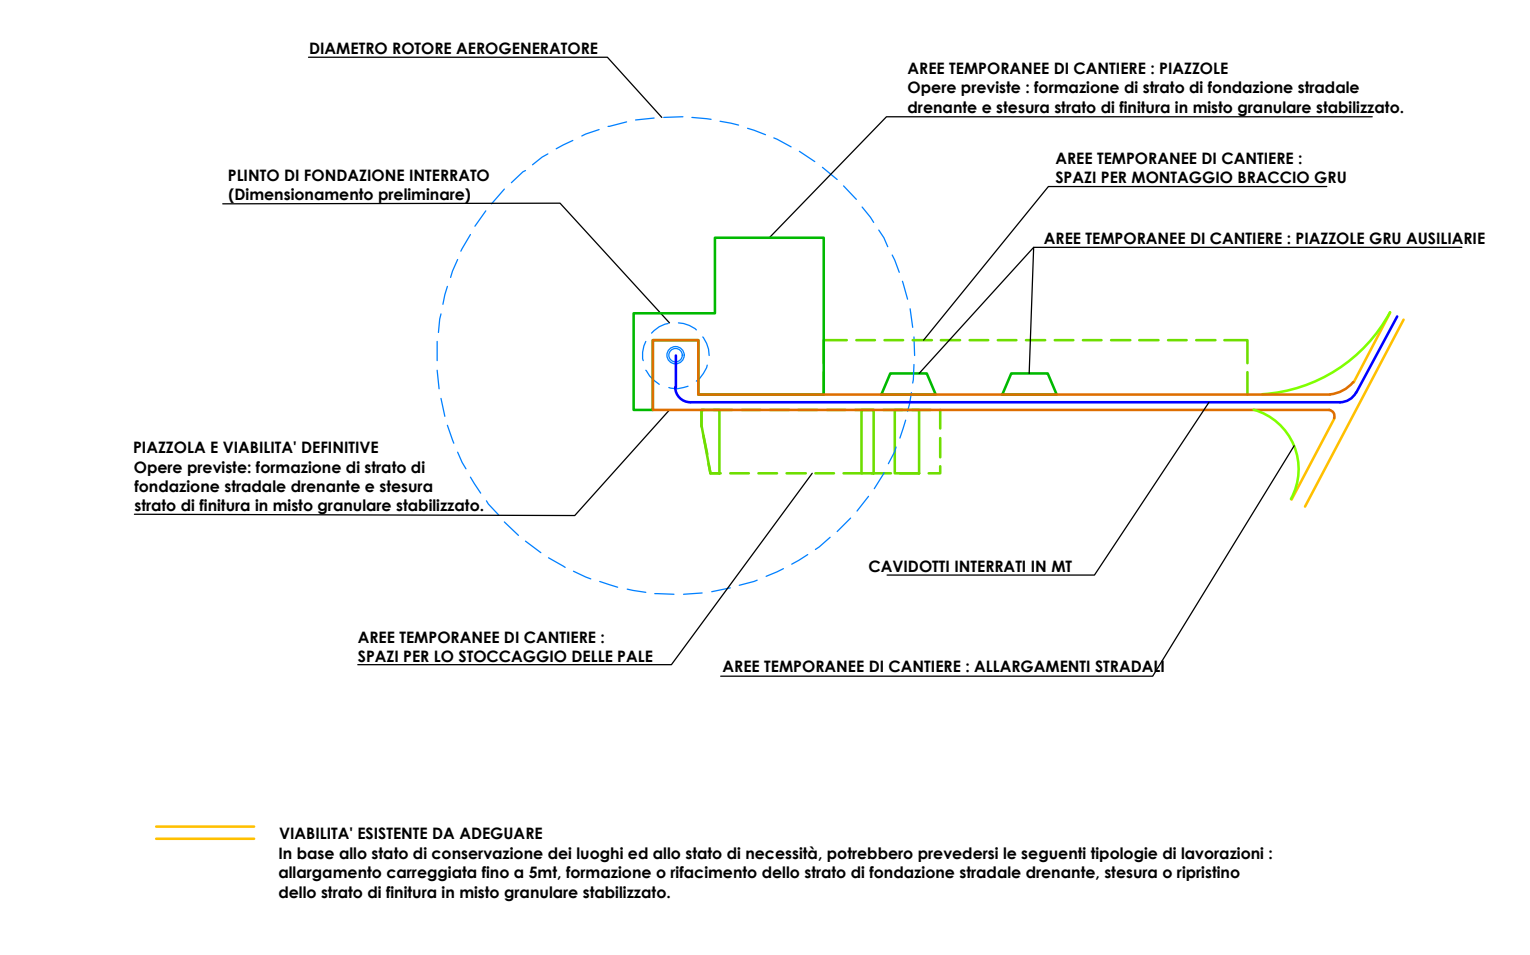 DIAMETRO ROTORE AEROGENERATORE
AREE TEMPORANEE DI CANTIERE : PIAZZOLE
Opere previste : formazione di strato di fondazione stradale
drenante e stesura strato di finitura in misto granulare stabilizzato.
AREE TEMPORANEE DI CANTIERE :
SPAZI PER MONTAGGIO BRACCIO GRU
PLINTO DI FONDAZIONE INTERRATO
(Dimensionamento preliminare)
AREE TEMPORANEE DI CANTIERE : PIAZZOLE GRU AUSILIARIE
PIAZZOLA E VIABILITA' DEFINITIVE
Opere previste: formazione di strato di
fondazione stradale drenante e stesura
strato di finitura in misto granulare stabilizzato.
CAVIDOTTI INTERRATI IN MT
AREE TEMPORANEE DI CANTIERE :
SPAZI PER LO STOCCAGGIO DELLE PALE
AREE TEMPORANEE DI CANTIERE : ALLARGAMENTI STRADALI
VIABILITA' ESISTENTE DA ADEGUARE
In base allo stato di conservazione dei luoghi ed allo stato di necessità, potrebbero prevedersi le seguenti tipologie di lavorazioni :
allargamento carreggiata fino a 5mt, formazione o rifacimento dello strato di fondazione stradale drenante, stesura o ripristino
dello strato di finitura in misto granulare stabilizzato.